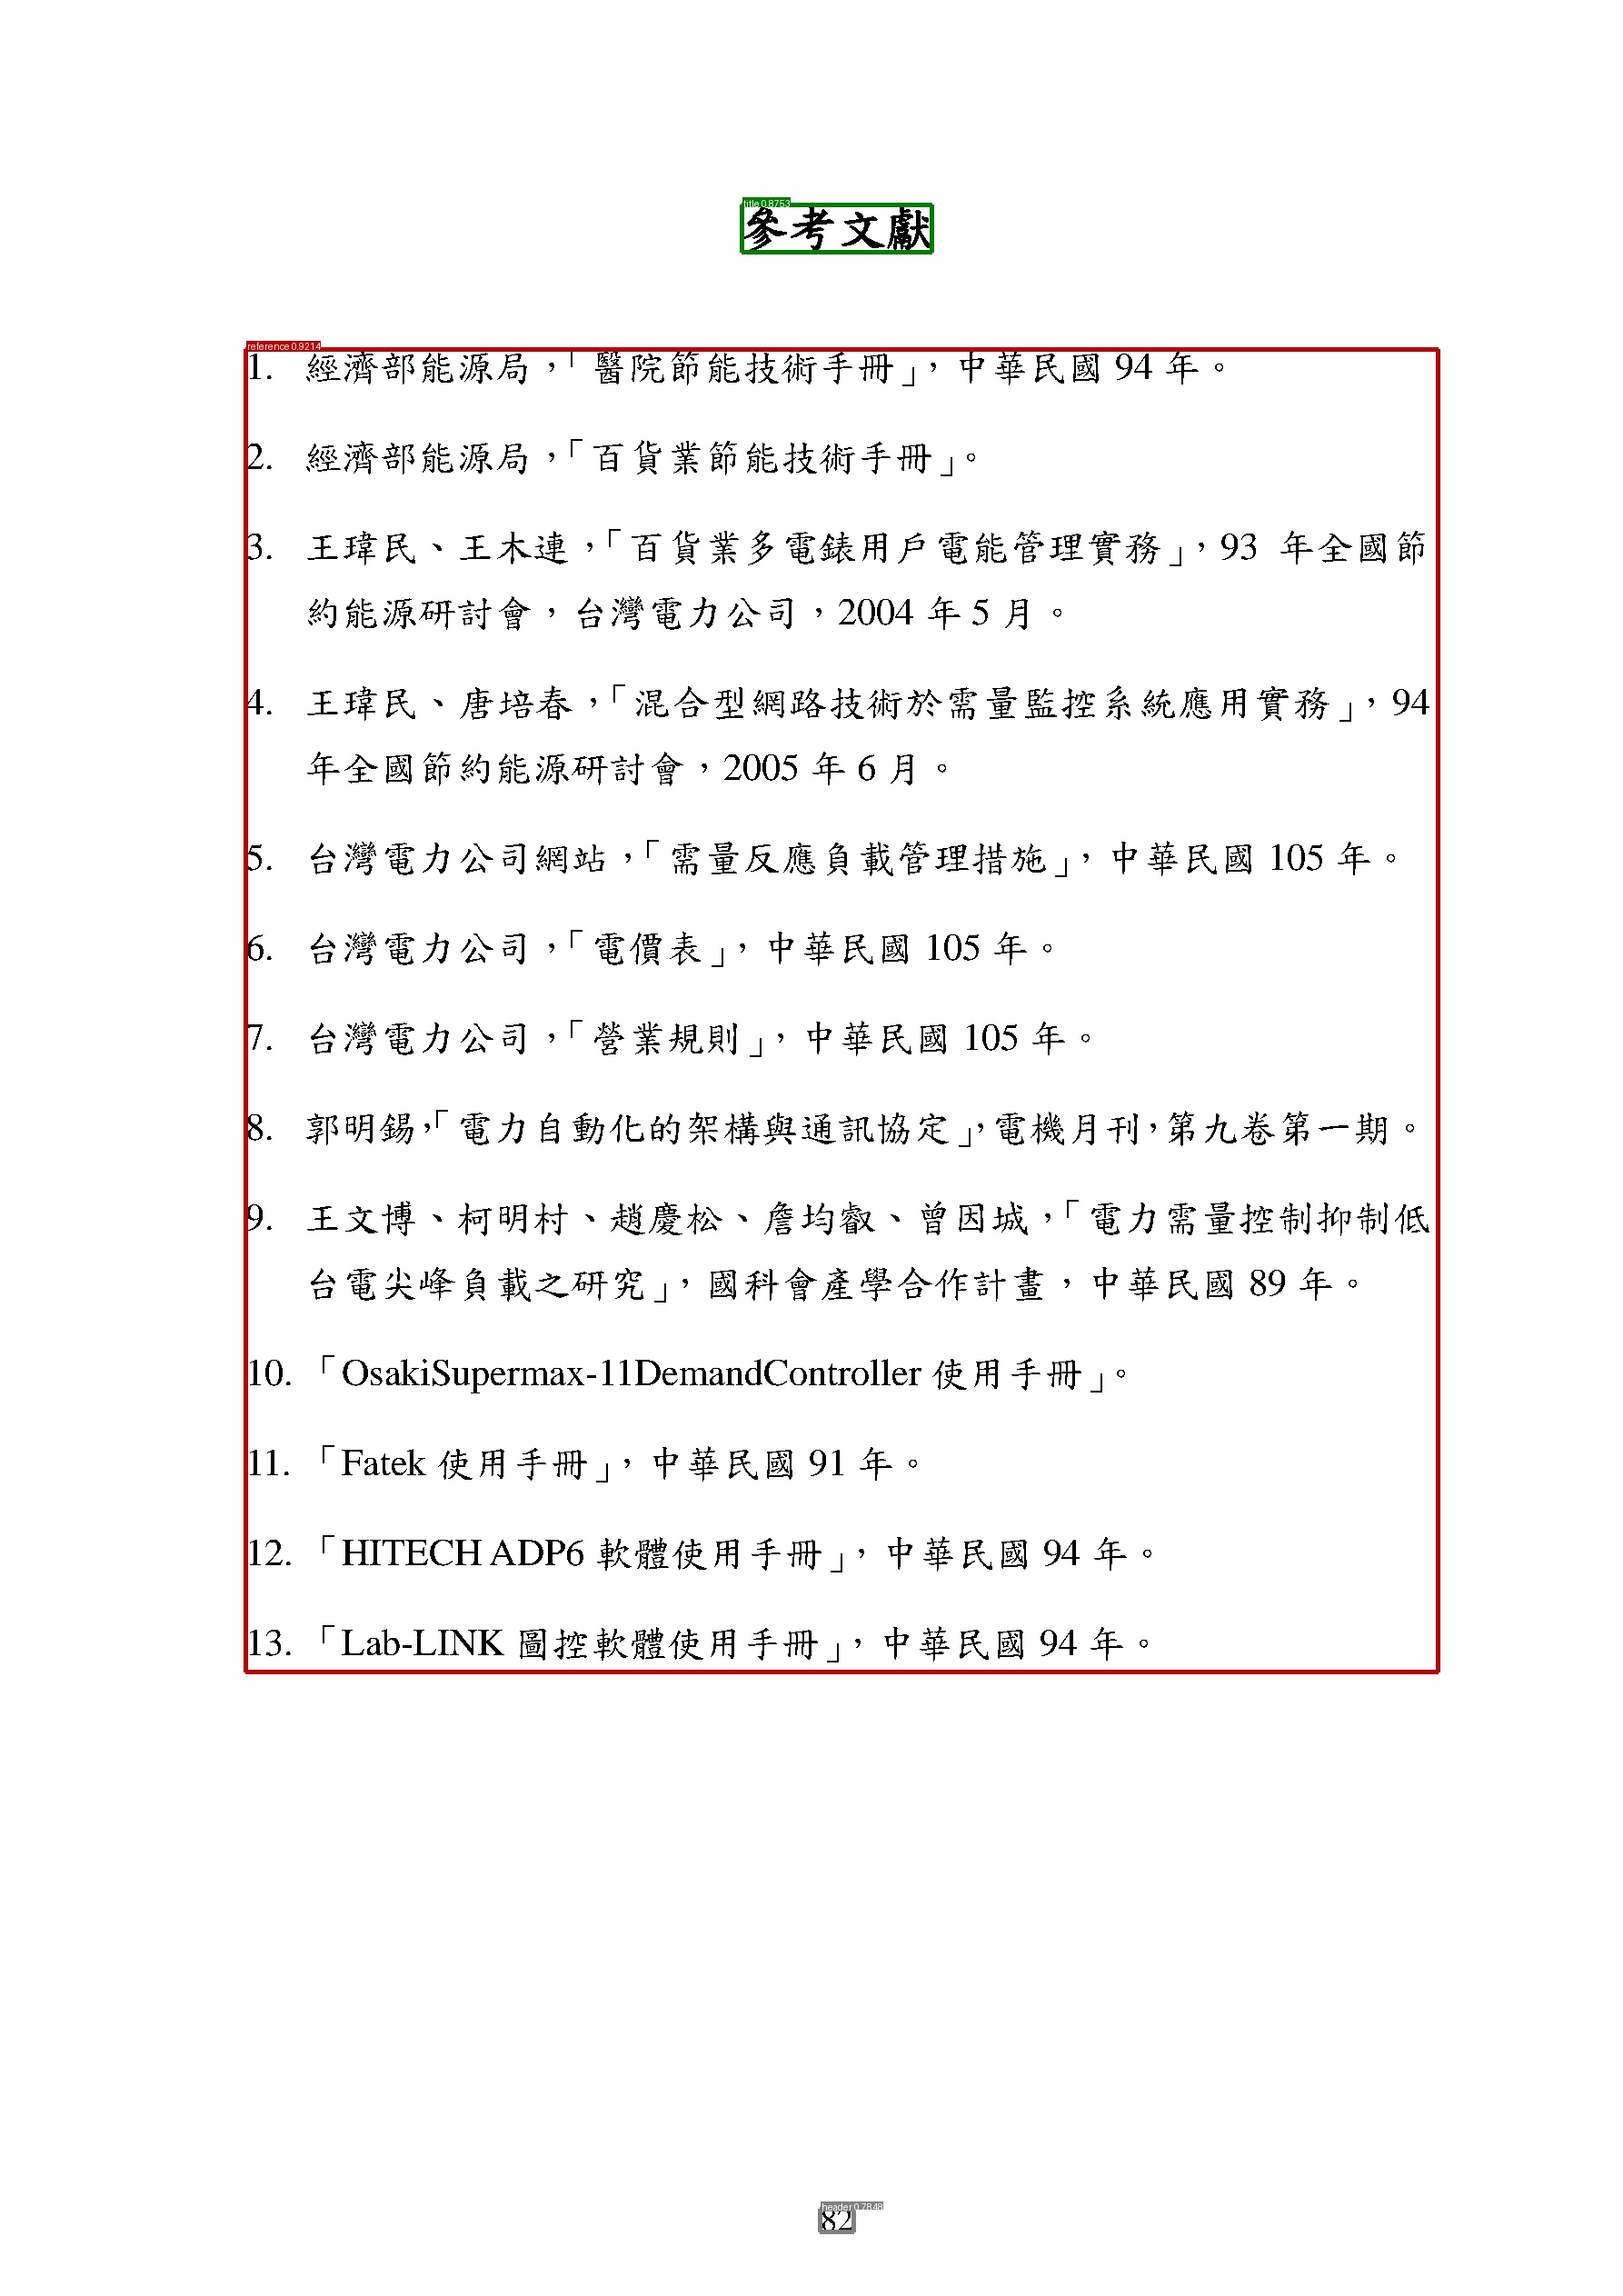 title 0.8753
參考文獻
reference 0.9214
1. 經濟部能源局，「醫院節能技術手冊」，中華民國 94 年。
2. 經濟部能源局，「百貨業節能技術手冊」。
3. 王瑋民、王木連，「百貨業多電錶用戶電能管理實務」，93 年全國節
約能源研討會，台灣電力公司，2004 年 5 月。
4. 王瑋民、唐培春，「混合型網路技術於需量監控系統應用實務」，94
年全國節約能源研討會，2005 年 6 月。
5. 台灣電力公司網站，「需量反應負載管理措施」，中華民國 105 年。
6. 台灣電力公司，「電價表」，中華民國 105 年。
7. 台灣電力公司，「營業規則」，中華民國 105 年。
8. 郭明錫，「電力自動化的架構與通訊協定」，電機月刊，第九卷第一期。
9. 王文博、柯明村、趙慶松、詹均叡、曾因城，「電力需量控制抑制低
台電尖峰負載之研究」，國科會產學合作計畫，中華民國 89 年。
10. 「OsakiSupermax-11DemandController 使用手冊」。
11. 「Fatek 使用手冊」，中華民國 91 年。
12. 「HITECH ADP6 軟體使用手冊」，中華民國 94 年。
13. 「Lab-LINK 圖控軟體使用手冊」，中華民國 94 年。
header 0.7848
82